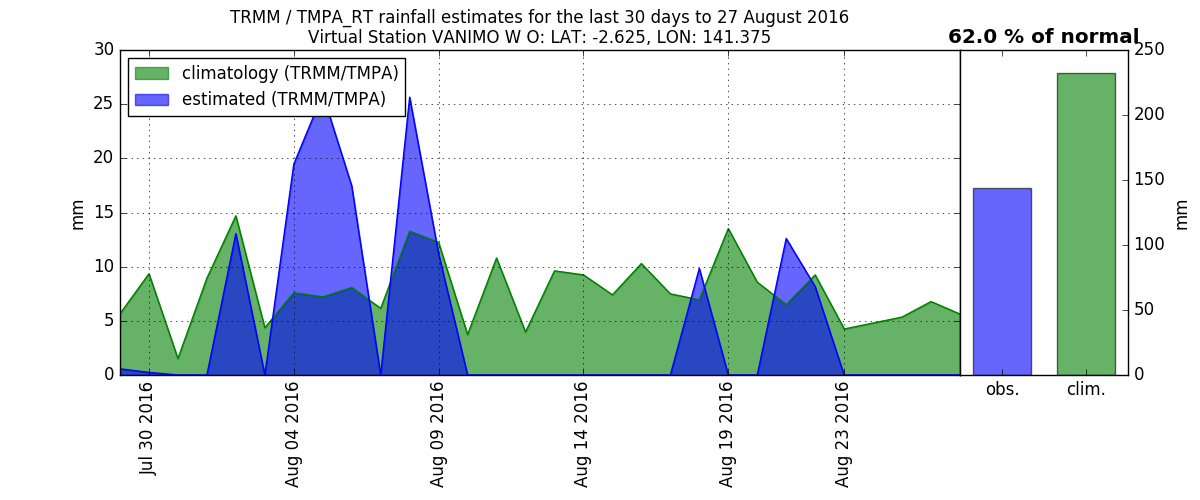 TRMM / TMPA_RT rainfall estimates for the last 30 days to 27 August 2016
Virtual Station VANIMO W O: LAT: -2.625, LON: 141.375
62.0 % of normal
climatology (TRMM/TMPA)
estimated (TRMM/TMPA)
mm
30
25
20
15
10
5
0
Jul 30 2016
Aug 04 2016
Aug 09 2016
Aug 14 2016
Aug 19 2016
Aug 23 2016
obs.
clim.
250
200
150
100
50
0
mm